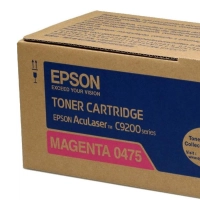 EPSON
EXCEED YOUR VISION
TONER CARTRIDGE
EPSON AcuLaser C9200 series
MAGENTA 0475